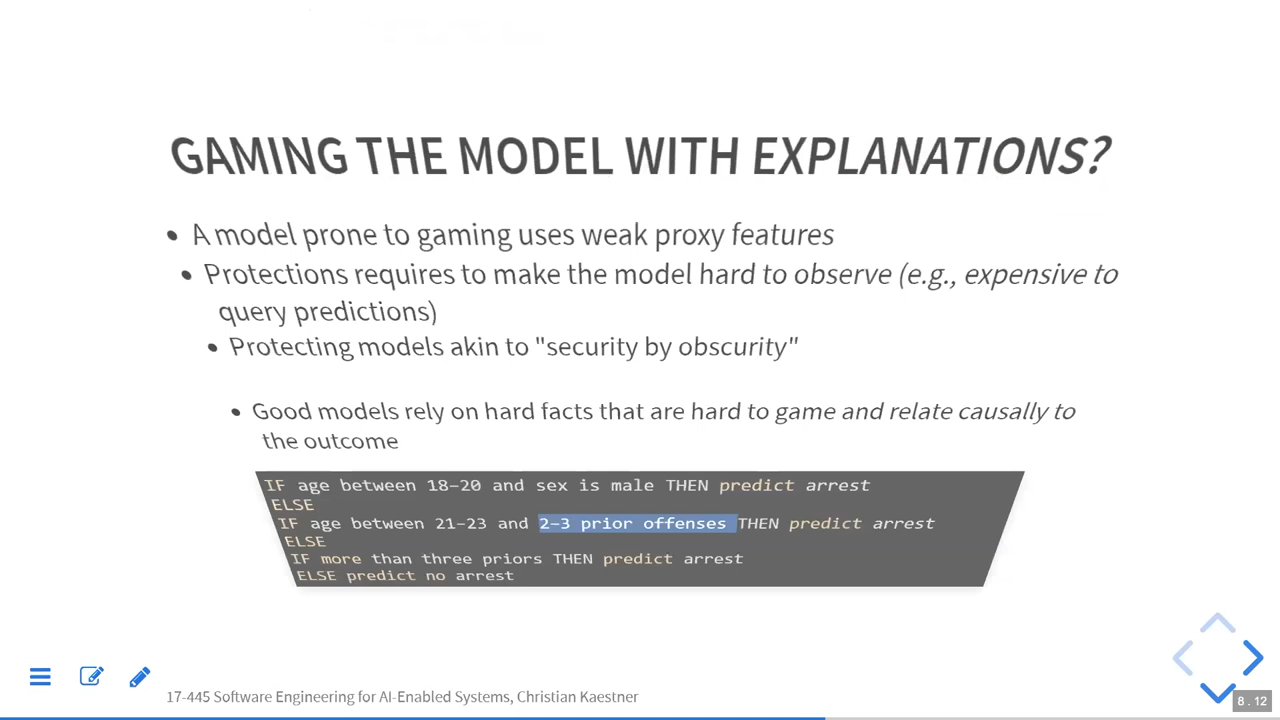 GAMING THE MODEL WITH EXPLANATIONS?
• A model prone to gaming uses weak proxy features
• Protections requires to make the model hard to observe (e.g., expensive to
query predictions)
• Protecting models akin to "security by obscurity"
• Good models rely on hard facts that are hard to game and relate causally to
the outcome
IF age between 18–20 and sex is male THEN predict arrest
ELSE
IF age between 21–23 and 2–3 prior offenses THEN predict arrest
ELSE
IF more than three priors THEN predict arrest
ELSE predict no arrest
17-445 Software Engineering for AI-Enabled Systems, Christian Kaestner
8 . 12